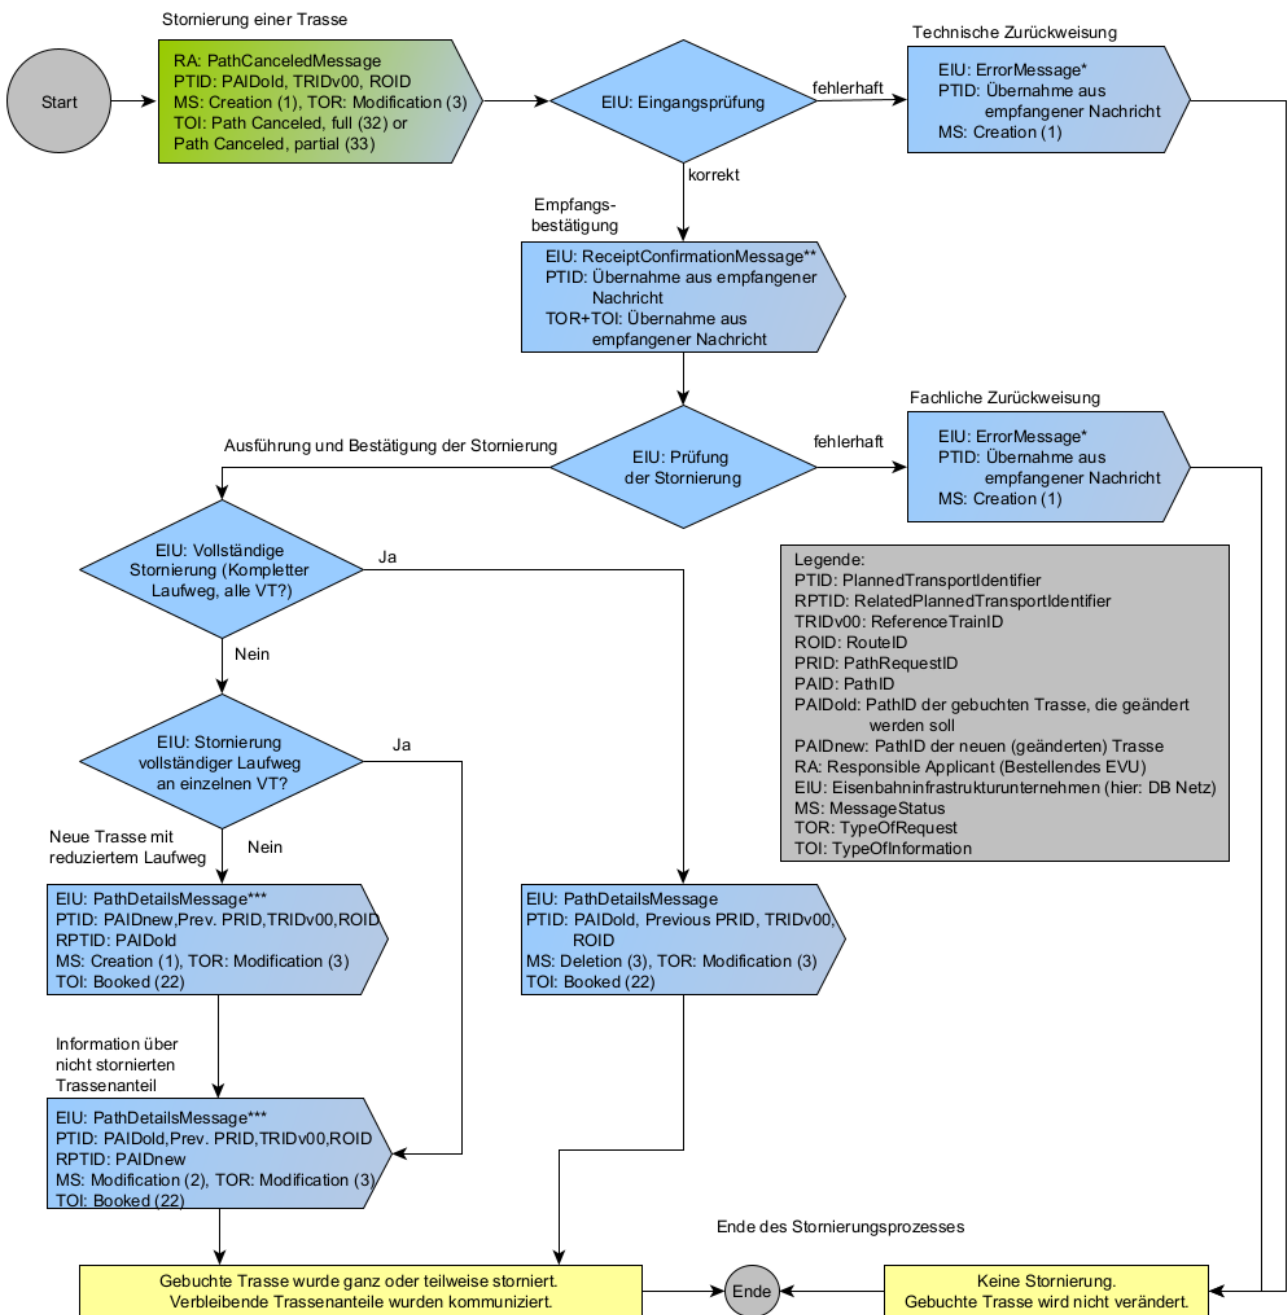 Stornierung einer Trasse
Start
RA: PathCanceledMessage
PTID: PAIDold, TRIDv00, ROID
MS: Creation (1), TOR: Modification (3)
TOI: Path Canceled, full (32) or
Path Canceled, partial (33)
EIU: Eingangsprüfung
fehlerhaft
Technische Zurückweisung
EIU: ErrorMessage*
PTID: Übernahme aus
empfangener Nachricht
MS: Creation (1)
korrekt
Empfangs-
bestätigung
EIU: ReceiptConfirmationMessage**
PTID: Übernahme aus empfangener
Nachricht
TOR+TOI: Übernahme aus
empfangener Nachricht
Ausführung und Bestätigung der Stornierung
EIU: Prüfung
der Stornierung
fehlerhaft
Fachliche Zurückweisung
EIU: ErrorMessage*
PTID: Übernahme aus
empfangener Nachricht
MS: Creation (1)
EIU: Vollständige
Stornierung (Kompletter
Laufweg, alle VT?)
Ja
Nein
Legende:
PTID: PlannedTransportIdentifier
RPTID: RelatedPlannedTransportIdentifier
TRIDv00: ReferenceTrainID
ROID: RouteID
PRID: PathRequestID
PAID: PathID
PAIDold: PathID der gebuchten Trasse, die geändert
werden soll
PAIDnew: PathID der neuen (geänderten) Trasse
RA: Responsible Applicant (Bestellendes EVU)
EIU: Eisenbahninfrastrukturunternehmen (hier: DB Netz)
MS: MessageStatus
TOR: TypeOfRequest
TOI: TypeOfInformation
EIU: Stornierung
vollständiger Laufweg
an einzelnen VT?
Ja
Nein
Neue Trasse mit
reduziertem Laufweg
EIU: PathDetailsMessage***
PTID: PAIDnew,Prev. PRID,TRIDv00,ROID
RPTID: PAIDold
MS: Creation (1), TOR: Modification (3)
TOI: Booked (22)
EIU: PathDetailsMessage
PTID: PAIDold, Previous PRID, TRIDv00,
ROID
MS: Deletion (3), TOR: Modification (3)
TOI: Booked (22)
Information über
nicht stornierten
Trassenanteil
EIU: PathDetailsMessage***
PTID: PAIDold,Prev. PRID,TRIDv00,ROID
RPTID: PAIDnew
MS: Modification (2), TOR: Modification (3)
TOI: Booked (22)
Ende des Stornierungsprozesses
Gebuchte Trasse wurde ganz oder teilweise storniert.
Verbleibende Trassenanteile wurden kommuniziert.
Ende
Keine Stornierung.
Gebuchte Trasse wird nicht verändert.